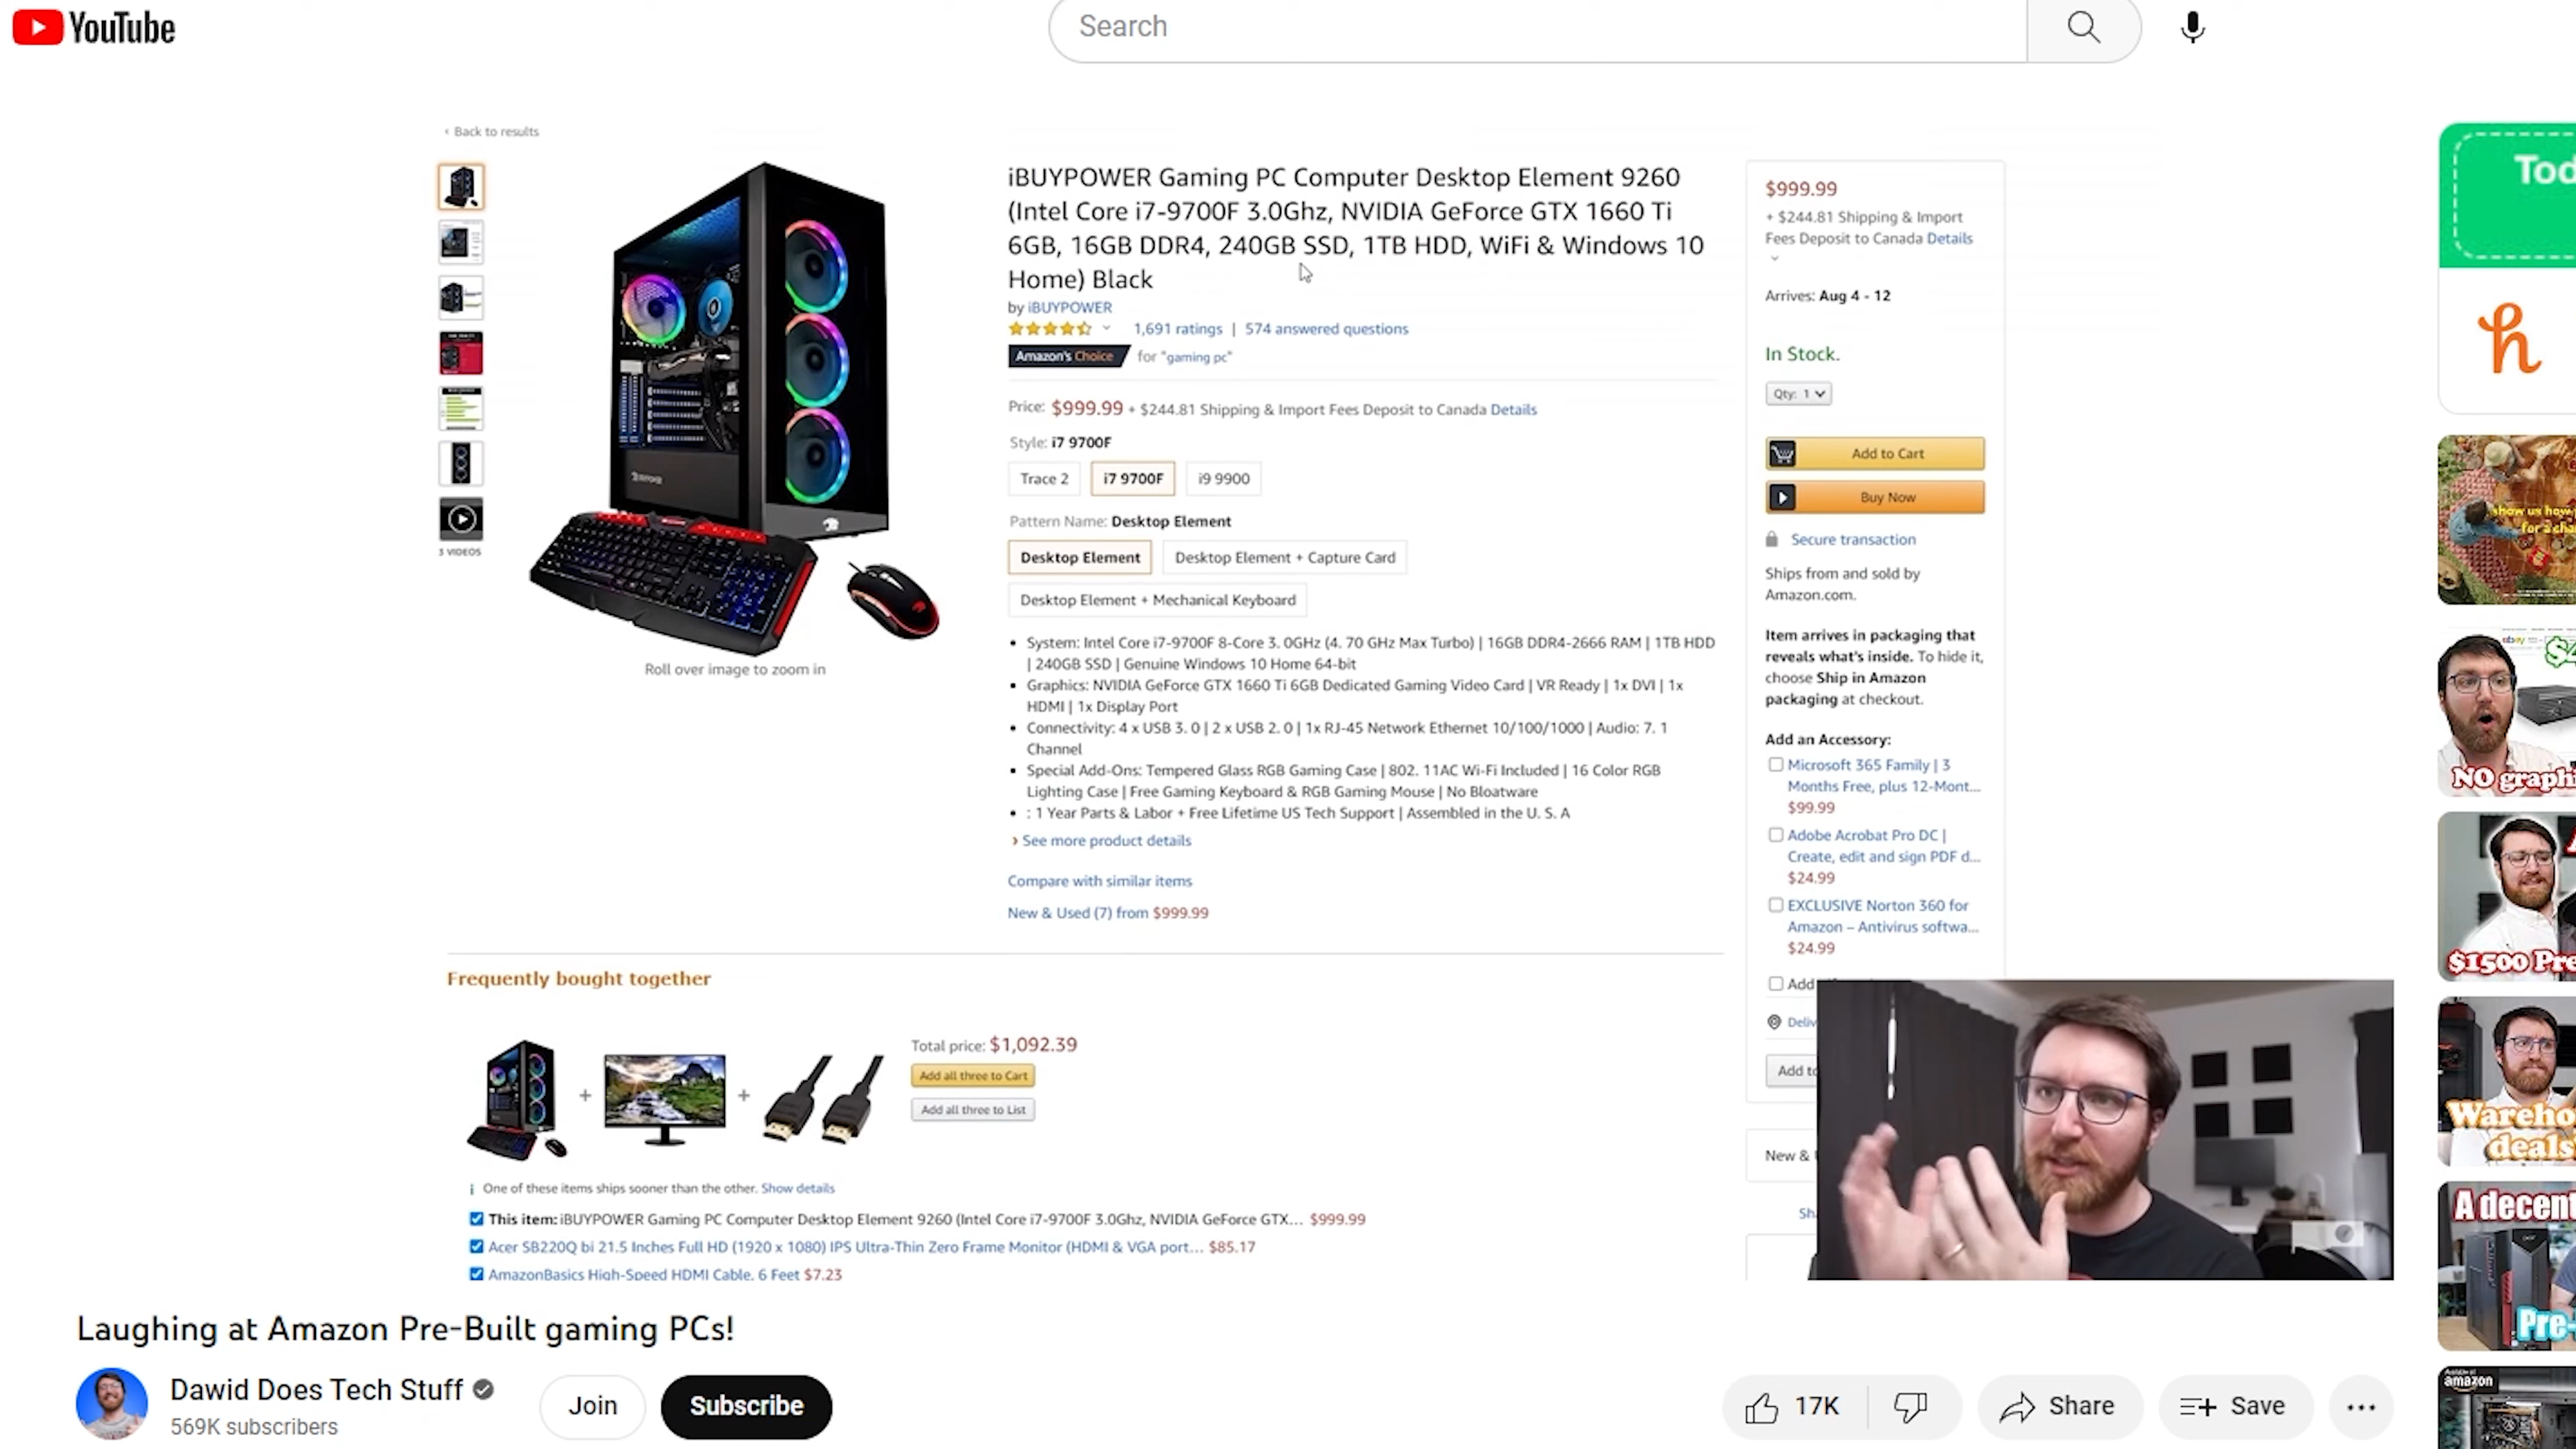 YouTube
Search
‹ Back to results
3 VIDEOS
Roll over image to zoom in
iBUYPOWER Gaming PC Computer Desktop Element 9260
(Intel Core i7-9700F 3.0Ghz, NVIDIA GeForce GTX 1660 Ti
6GB, 16GB DDR4, 240GB SSD, 1TB HDD, WiFi & Windows 10
Home) Black
by iBUYPOWER
1,691 ratings | 574 answered questions
Amazon's Choice for "gaming pc"
Price: $999.99 + $244.81 Shipping & Import Fees Deposit to Canada Details
Style: i7 9700F
Trace 2 i7 9700F i9 9900
Pattern Name: Desktop Element
Desktop Element Desktop Element + Capture Card
Desktop Element + Mechanical Keyboard
• System: Intel Core i7-9700F 8-Core 3. 0GHz (4. 70 GHz Max Turbo) | 16GB DDR4-2666 RAM | 1TB HDD
| 240GB SSD | Genuine Windows 10 Home 64-bit
• Graphics: NVIDIA GeForce GTX 1660 Ti 6GB Dedicated Gaming Video Card | VR Ready | 1x DVI | 1x
HDMI | 1x Display Port
• Connectivity: 4 x USB 3. 0 | 2 x USB 2. 0 | 1x RJ-45 Network Ethernet 10/100/1000 | Audio: 7. 1
Channel
• Special Add-Ons: Tempered Glass RGB Gaming Case | 802. 11AC Wi-Fi Included | 16 Color RGB
Lighting Case | Free Gaming Keyboard & RGB Gaming Mouse | No Bloatware
• : 1 Year Parts & Labor + Free Lifetime US Tech Support | Assembled in the U. S. A
› See more product details
Compare with similar items
New & Used (7) from $999.99
$999.99
+ $244.81 Shipping & Import
Fees Deposit to Canada Details
Arrives: Aug 4 - 12
In Stock.
Qty: 1
Add to Cart
Buy Now
Secure transaction
Ships from and sold by
Amazon.com.
Item arrives in packaging that
reveals what's inside. To hide it,
choose Ship in Amazon
packaging at checkout.
Add an Accessory:
Microsoft 365 Family | 3
Months Free, plus 12-Mont...
$99.99
Adobe Acrobat Pro DC |
Create, edit and sign PDF d...
$24.99
EXCLUSIVE Norton 360 for
Amazon – Antivirus softwa...
$24.99
Add
Deliv
Add to
New &
Sh
Frequently bought together
+ +
Total price: $1,092.39
Add all three to Cart
Add all three to List
One of these items ships sooner than the other. Show details
This item: iBUYPOWER Gaming PC Computer Desktop Element 9260 (Intel Core i7-9700F 3.0Ghz, NVIDIA GeForce GTX... $999.99
Acer SB220Q bi 21.5 Inches Full HD (1920 x 1080) IPS Ultra-Thin Zero Frame Monitor (HDMI & VGA port... $85.17
AmazonBasics High-Speed HDMI Cable, 6 Feet $7.23
Laughing at Amazon Pre-Built gaming PCs!
Dawid Does Tech Stuff
569K subscribers
Join
Subscribe
17K
Share
Save
Tod
h
show us how
for a cha
ebay
NO graphi
$1500 Pre
Wareho
deals
A decent
Pre-
amazon